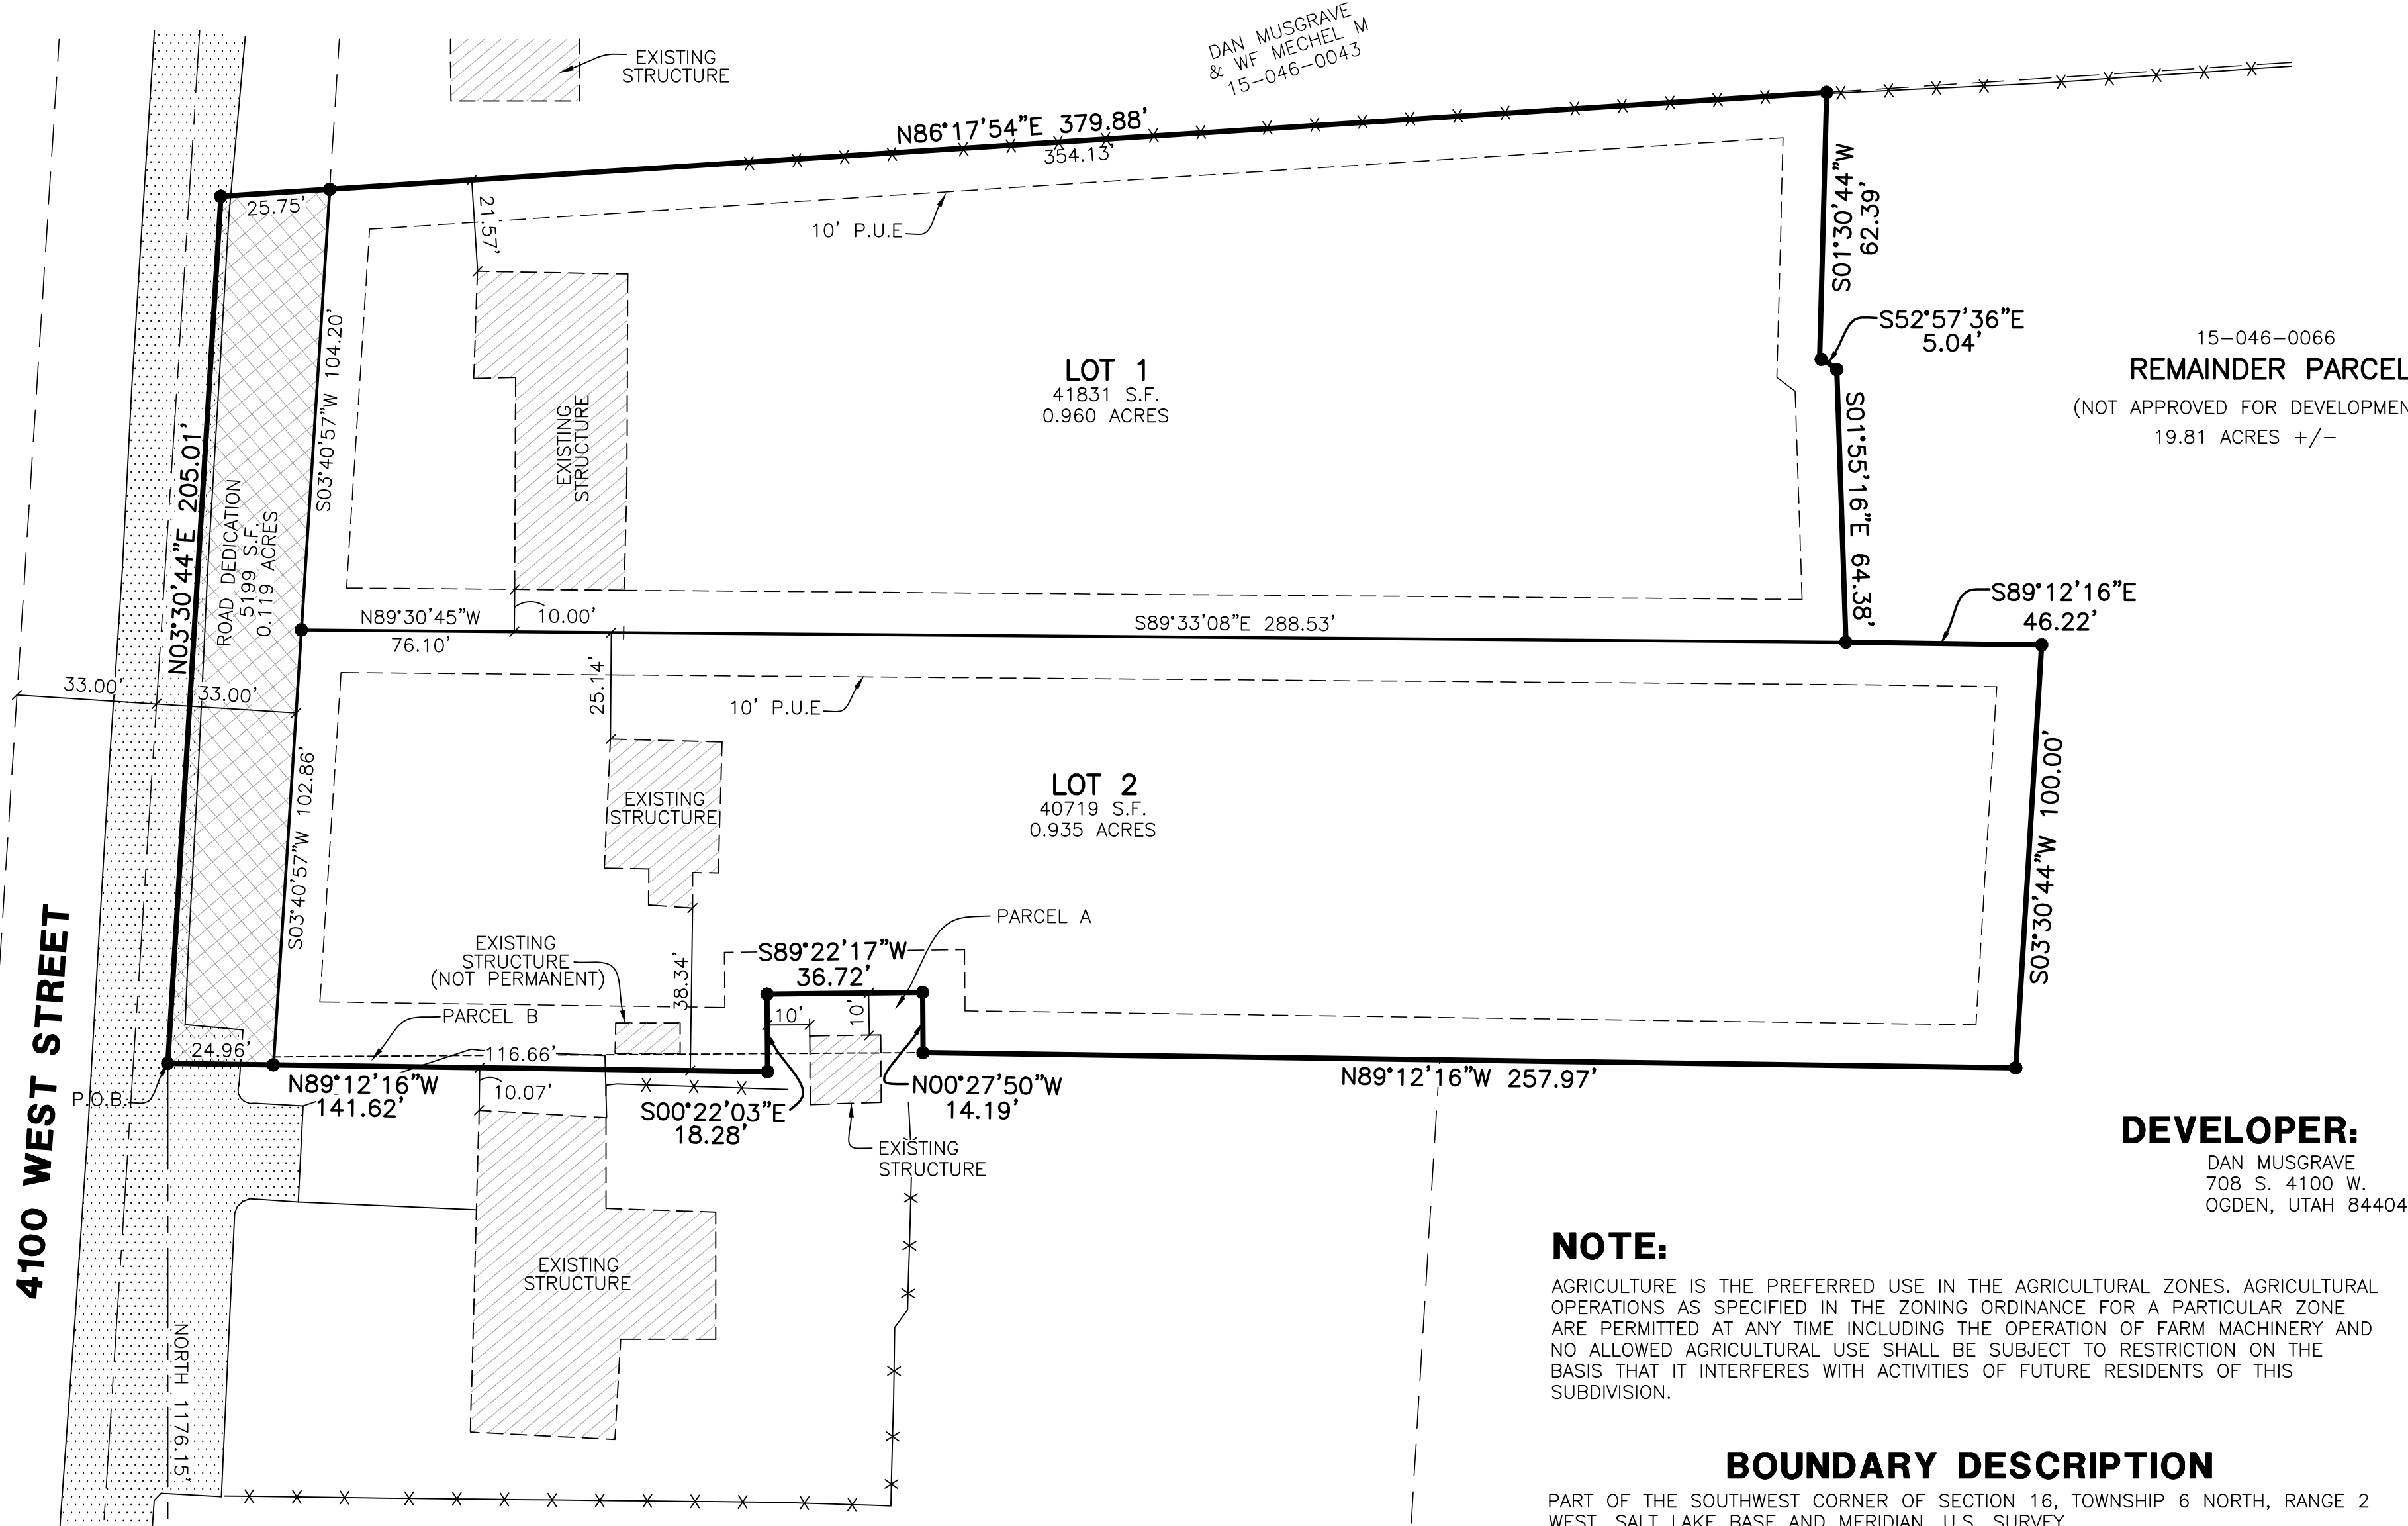 DAN MUSGRAVE
& WF MECHEL M
15-046-0043
EXISTING
STRUCTURE
N86°17'54"E 379.88'
354.13'
25.75'
21.57'
10' P.U.E
S01°30'44"W
62.39'
S52°57'36"E
5.04'
15-046-0066
REMAINDER PARCEL
(NOT APPROVED FOR DEVELOPMEN
19.81 ACRES +/-
LOT 1
41831 S.F.
0.960 ACRES
EXISTING
STRUCTURE
S03°40'57"W 104.20'
N03°30'44"E 205.01'
ROAD DEDICATION
5199 S.F.
0.119 ACRES
S01°55'16"E 64.38'
S89°12'16"E
46.22'
N89°30'45"W
76.10'
10.00'
S89°33'08"E 288.53'
33.00'
33.00'
25.14'
10' P.U.E
S03°40'57"W 102.86'
EXISTING
STRUCTURE
LOT 2
40719 S.F.
0.935 ACRES
S03°30'44"W 100.00'
PARCEL A
EXISTING
STRUCTURE
(NOT PERMANENT)
38.34'
S89°22'17"W
36.72'
10'
10'
PARCEL B
24.96'
116.66'
P.O.B.
N89°12'16"W
141.62'
10.07'
S00°22'03"E
18.28'
N00°27'50"W
14.19'
N89°12'16"W 257.97'
EXISTING
STRUCTURE
4100 WEST STREET
EXISTING
STRUCTURE
NORTH 1176.15'
DEVELOPER:
DAN MUSGRAVE
708 S. 4100 W.
OGDEN, UTAH 84404
NOTE:
AGRICULTURE IS THE PREFERRED USE IN THE AGRICULTURAL ZONES. AGRICULTURAL
OPERATIONS AS SPECIFIED IN THE ZONING ORDINANCE FOR A PARTICULAR ZONE
ARE PERMITTED AT ANY TIME INCLUDING THE OPERATION OF FARM MACHINERY AND
NO ALLOWED AGRICULTURAL USE SHALL BE SUBJECT TO RESTRICTION ON THE
BASIS THAT IT INTERFERES WITH ACTIVITIES OF FUTURE RESIDENTS OF THIS
SUBDIVISION.
BOUNDARY DESCRIPTION
PART OF THE SOUTHWEST CORNER OF SECTION 16, TOWNSHIP 6 NORTH, RANGE 2
WEST, SALT LAKE BASE AND MERIDIAN, U.S. SURVEY